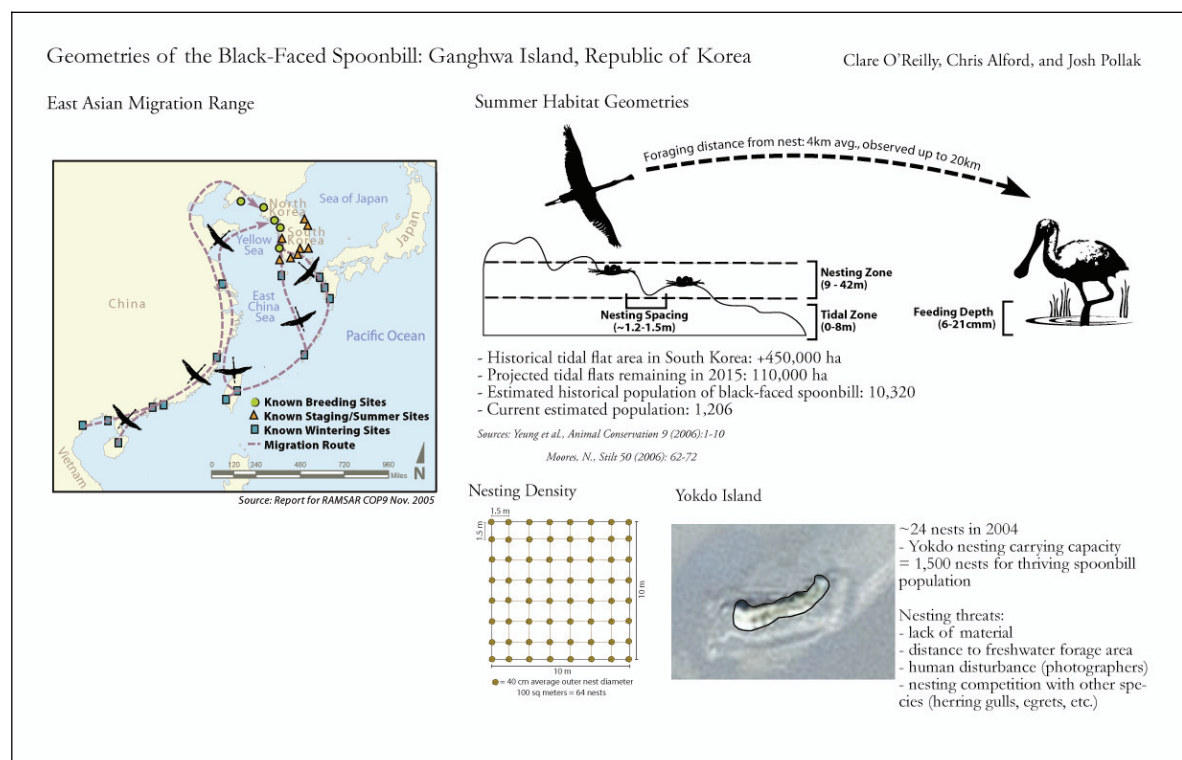 Geometries of the Black-Faced Spoonbill: Ganghwa Island, Republic of Korea
Clare O'Reilly, Chris Alford, and Josh Pollak
East Asian Migration Range
North
Korea
Sea of Japan
South
Korea
Japan
Yellow
Sea
China
East
China
Sea
Pacific Ocean
Vietnam
Known Breeding Sites
Known Staging/Summer Sites
Known Wintering Sites
Migration Route
0 120 240 480 720 960
Miles
N
Source: Report for RAMSAR COP9 Nov. 2005
Summer Habitat Geometries
Foraging distance from nest: 4km avg., observed up to 20km
Nesting Zone
(9 - 42m)
Nesting Spacing
(~1.2-1.5m)
Tidal Zone
(0-8m)
Feeding Depth
(6-21cmm)
- Historical tidal flat area in South Korea: +450,000 ha
- Projected tidal flats remaining in 2015: 110,000 ha
- Estimated historical population of black-faced spoonbill: 10,320
- Current estimated population: 1,206
Sources: Yeung et al., Animal Conservation 9 (2006):1-10
Moores, N., Stilt 50 (2006): 62-72
Nesting Density
1.5 m
1.5 m
10 m
10 m
= 40 cm average outer nest diameter
100 sq meters = 64 nests
Yokdo Island
~24 nests in 2004
- Yokdo nesting carrying capacity
= 1,500 nests for thriving spoonbill
population
Nesting threats:
- lack of material
- distance to freshwater forage area
- human disturbance (photographers)
- nesting competition with other spe-
cies (herring gulls, egrets, etc.)